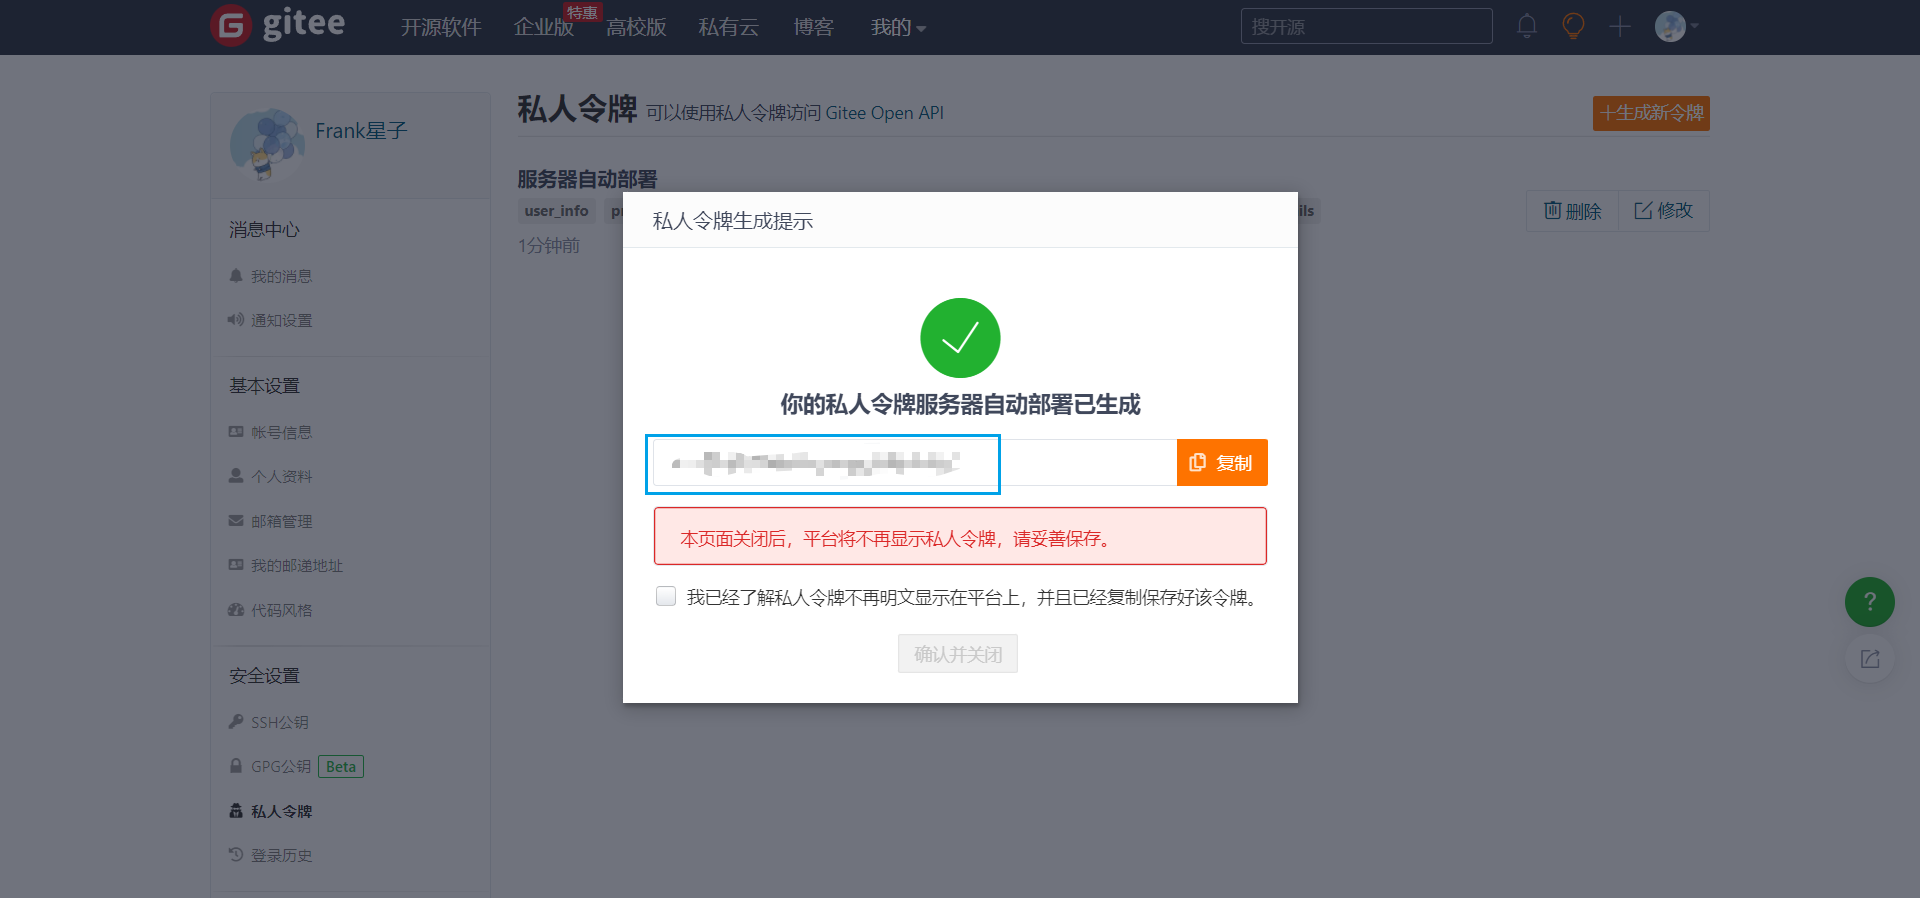 gitee
开源软件 企业版 特惠 高校版 私有云 博客 我的
搜开源
Frank星子
消息中心
我的消息
通知设置
基本设置
帐号信息
个人资料
邮箱管理
我的邮递地址
代码风格
安全设置
SSH公钥
GPG公钥 Beta
私人令牌
登录历史
私人令牌 可以使用私人令牌访问 Gitee Open API
生成新令牌
服务器自动部署
user_info
1分钟前
删除 修改
私人令牌生成提示
你的私人令牌服务器自动部署已生成
复制
本页面关闭后，平台将不再显示私人令牌，请妥善保存。
我已经了解私人令牌不再明文显示在平台上，并且已经复制保存好该令牌。
确认并关闭
?